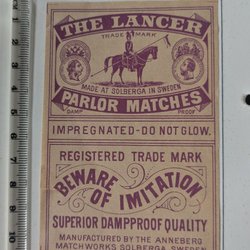 THE LANCER
TRADE MARK
MADE AT SOLBERGA IN SWEDEN
DAMP PROOF
PARLOR MATCHES
IMPREGNATED-DO NOT GLOW.
REGISTERED TRADE MARK
BEWARE
OF IMITATION
SUPERIOR DAMPPROOF QUALITY
MANUFACTURED BY THE ANNEBERG
MATCHWORKS SOLBERGA, SWEDEN